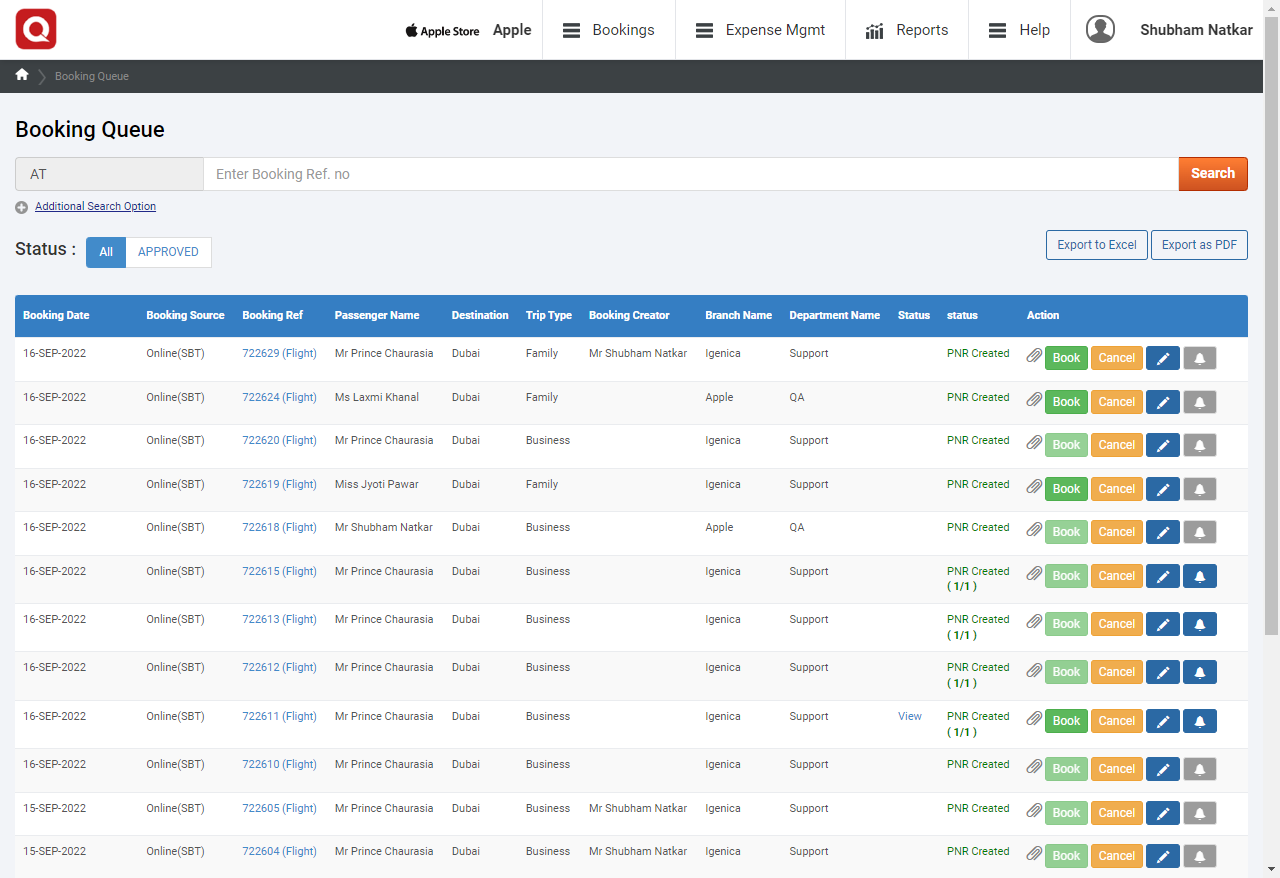 Apple Store Apple Bookings Expense Mgmt Reports Help Shubham Natkar
Booking Queue
Booking Queue
AT Enter Booking Ref. no Search
Additional Search Option
Status : All APPROVED Export to Excel Export as PDF
Booking Date Booking Source Booking Ref Passenger Name Destination Trip Type Booking Creator Branch Name Department Name Status status Action
16-SEP-2022 Online(SBT) 722629 (Flight) Mr Prince Chaurasia Dubai Family Mr Shubham Natkar Igenica Support PNR Created Book Cancel
16-SEP-2022 Online(SBT) 722624 (Flight) Ms Laxmi Khanal Dubai Family Apple QA PNR Created Book Cancel
16-SEP-2022 Online(SBT) 722620 (Flight) Mr Prince Chaurasia Dubai Business Igenica Support PNR Created Book Cancel
16-SEP-2022 Online(SBT) 722619 (Flight) Miss Jyoti Pawar Dubai Family Igenica Support PNR Created Book Cancel
16-SEP-2022 Online(SBT) 722618 (Flight) Mr Shubham Natkar Dubai Business Apple QA PNR Created Book Cancel
16-SEP-2022 Online(SBT) 722615 (Flight) Mr Prince Chaurasia Dubai Business Igenica Support PNR Created Book Cancel
( 1/1 )
16-SEP-2022 Online(SBT) 722613 (Flight) Mr Prince Chaurasia Dubai Business Igenica Support PNR Created Book Cancel
( 1/1 )
16-SEP-2022 Online(SBT) 722612 (Flight) Mr Prince Chaurasia Dubai Business Igenica Support PNR Created Book Cancel
( 1/1 )
16-SEP-2022 Online(SBT) 722611 (Flight) Mr Prince Chaurasia Dubai Business Igenica Support View PNR Created Book Cancel
( 1/1 )
16-SEP-2022 Online(SBT) 722610 (Flight) Mr Prince Chaurasia Dubai Business Igenica Support PNR Created Book Cancel
15-SEP-2022 Online(SBT) 722605 (Flight) Mr Prince Chaurasia Dubai Business Mr Shubham Natkar Igenica Support PNR Created Book Cancel
15-SEP-2022 Online(SBT) 722604 (Flight) Mr Prince Chaurasia Dubai Business Mr Shubham Natkar Igenica Support PNR Created Book Cancel